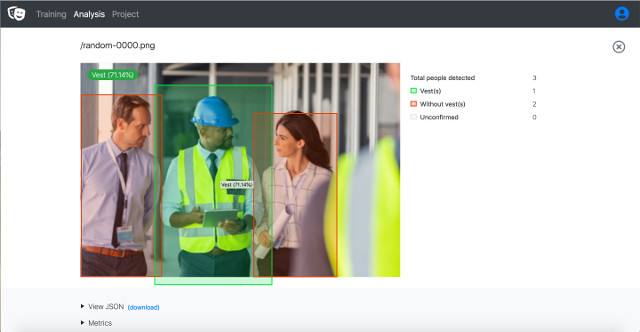 Training Analysis Project
/random-0000.png
Vest (71.14%)
Vest (71.14%)
Total people detected 3
Vest(s) 1
Without vest(s) 2
Unconfirmed 0
View JSON (download)
Metrics